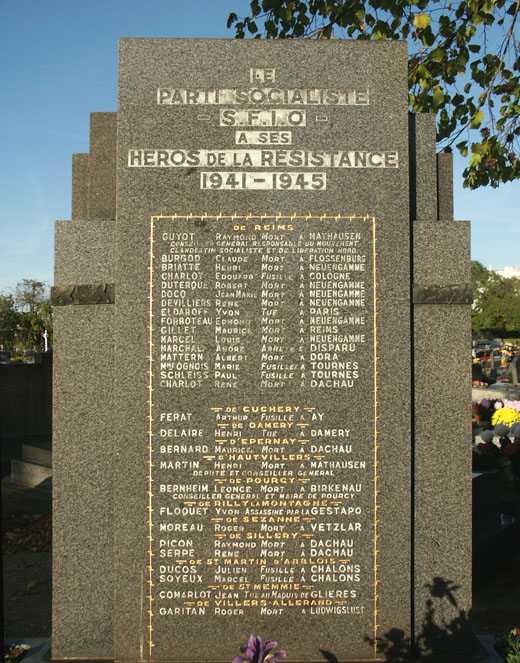 LE
PARTI SOCIALISTE
- S.F.I.O -
A SES
HEROS DE LA RESISTANCE
1941-1945
DE REIMS
GUYOT RAYMOND MORT A MATHAUSEN
CONSEILLER GENERAL RESPONSABLE DU MOUVEMENT
CLANDESTIN SOCIALISTE ET DE LIBERATION NORD
BURGOD CLAUDE MORT A FLOSSENBURG
BRIATTE HENRI MORT A NEUENGAMME
CHARLOT EDOUARD FUSILLE A COLOGNE
DUTERQUE ROBERT MORT A NEUENGAMME
DOCQ JEAN MARIE MORT A NEUENGAMME
DEVILLIERS RENE MORT A NEUENGAMME
ELDAROFF YVON TUE A PARIS
FORBOTEAU EDMOND MORT A NEUENGAMME
GILLET MAURICE MORT A REIMS
MARCEL LOUIS MORT A NEUENGAMME
MARCHAL ANDRE ARRETE DISPARU
MATTERN ALBERT MORT A DORA
MARIE FUSILLEE A TOURNES
SCHLEISS PAUL FUSILLE A TOURNES
CHARLOT RENE MORT A DACHAU
DE CUCHERY
FERAT ARTHUR FUSILLE A AY
DE DAMERY
DELAIRE HENRI TUE A DAMERY
D'EPERNAY
BERNARD MAURICE MORT A DACHAU
D'HAUTVILLERS
MARTIN HENRI MORT A MATHAUSEN
DEPUTE ET CONSEILLER GENERAL
DE POURCY
BERNHEIM LEONCE MORT A BIRKENAU
CONSEILLER GENERAL ET MAIRE DE POURCY
DE RILLY LA MONTAGNE
FLOQUET YVON ASSASSINE PAR LA GESTAPO
DE SEZANNE
MOREAU ROGER MORT A VETZLAR
DE SILLERY
PICON RAYMOND MORT A DACHAU
SERPE RENE MORT A DACHAU
DE ST MARTIN D'ABBLOIS
DUCOS JULIEN FUSILLE A CHALONS
SOYEUX MARCEL FUSILLE A CHALONS
DE ST MEMMIE
COMARLOT JEAN TUE AU MAQUIS DE GLIERES
DE VILLERS-ALLERAND
GARITAN ROGER MORT A LUDWIGSLUST